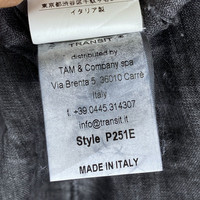 イタリア製
TRANSIT
distributed by
TAM & Company spa
Via Brenta 5, 36010 Carrè
Italy
f. +39 0445.314307
info@transit.it
Style P251E
MADE IN ITALY